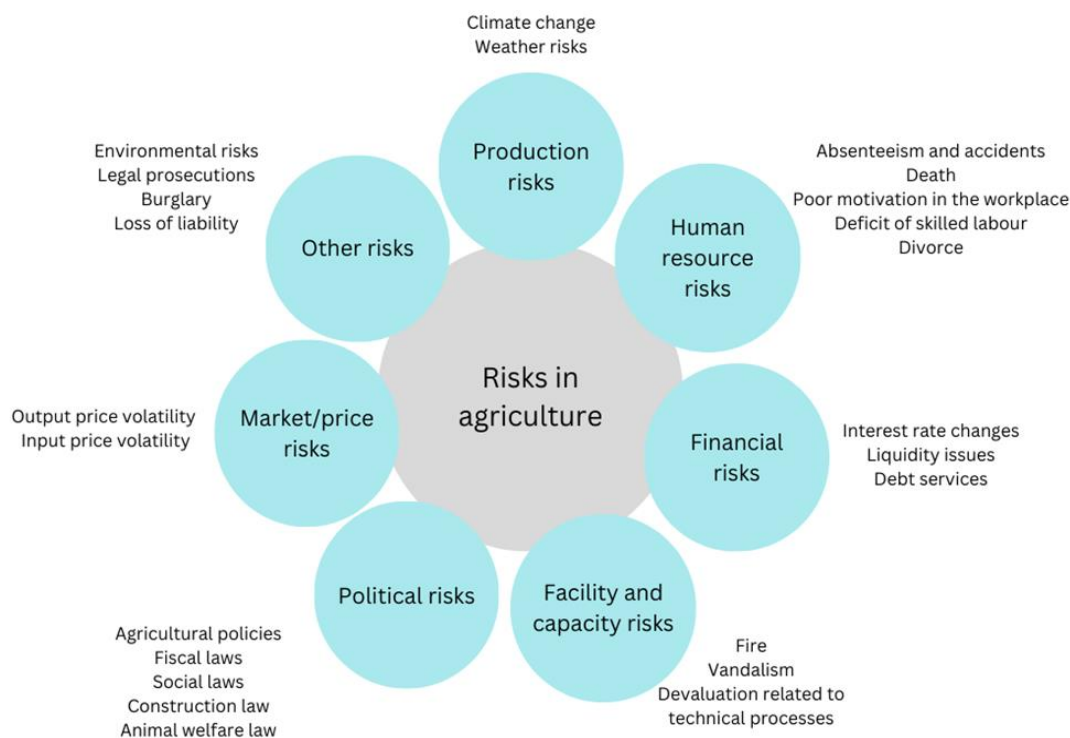 Climate change
Weather risks
Production
risks
Absenteeism and accidents
Death
Poor motivation in the workplace
Deficit of skilled labour
Divorce
Human
resource
risks
Interest rate changes
Liquidity issues
Debt services
Financial
risks
Fire
Vandalism
Devaluation related to
technical processes
Facility and
capacity risks
Agricultural policies
Fiscal laws
Social laws
Construction law
Animal welfare law
Political risks
Output price volatility
Input price volatility
Market/price
risks
Environmental risks
Legal prosecutions
Burglary
Loss of liability
Other risks
Risks in
agriculture